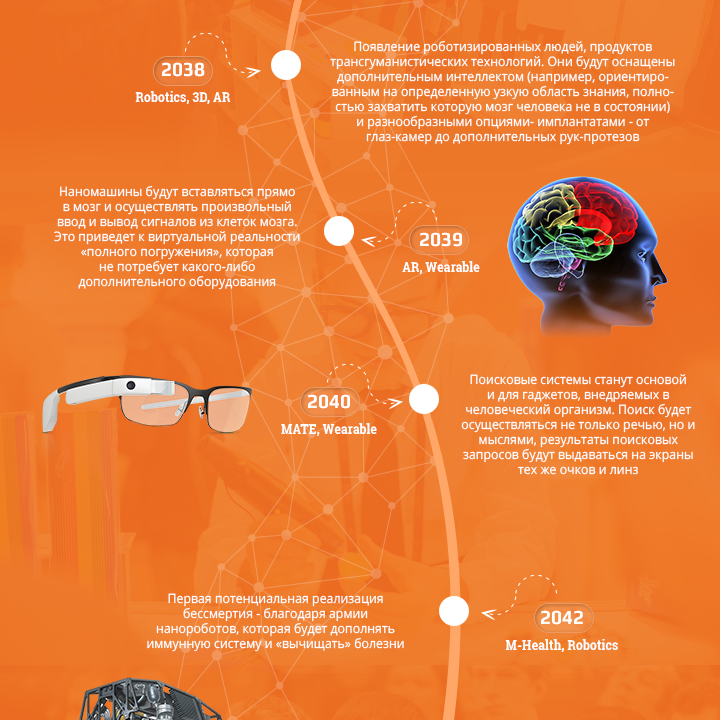 2038
Robotics, 3D, AR
Появление роботизированных людей, продуктов
трансгуманистических технологий. Они будут оснащены
дополнительным интеллектом (например, ориентиро-
ванным на определенную узкую область знания, полно-
стью захватить которую мозг человека не в состоянии)
и разнообразными опциями- имплантатами - от
глаз-камер до дополнительных рук-протезов
Наномашины будут вставляться прямо
в мозг и осуществлять произвольный
ввод и вывод сигналов из клеток мозга.
Это приведет к виртуальной реальности
«полного погружения», которая
не потребует какого-либо
дополнительного оборудования
2039
AR, Wearable
2040
MATE, Wearable
Поисковые системы станут основой
и для гаджетов, внедряемых в
человеческий организм. Поиск будет
осуществляться не только речью, но и
мыслями, результаты поисковых
запросов будут выдаваться на экраны
тех же очков и линз
Первая потенциальная реализация
бессмертия - благодаря армии
нанороботов, которая будет дополнять
иммунную систему и «вычищать» болезни
2042
M-Health, Robotics